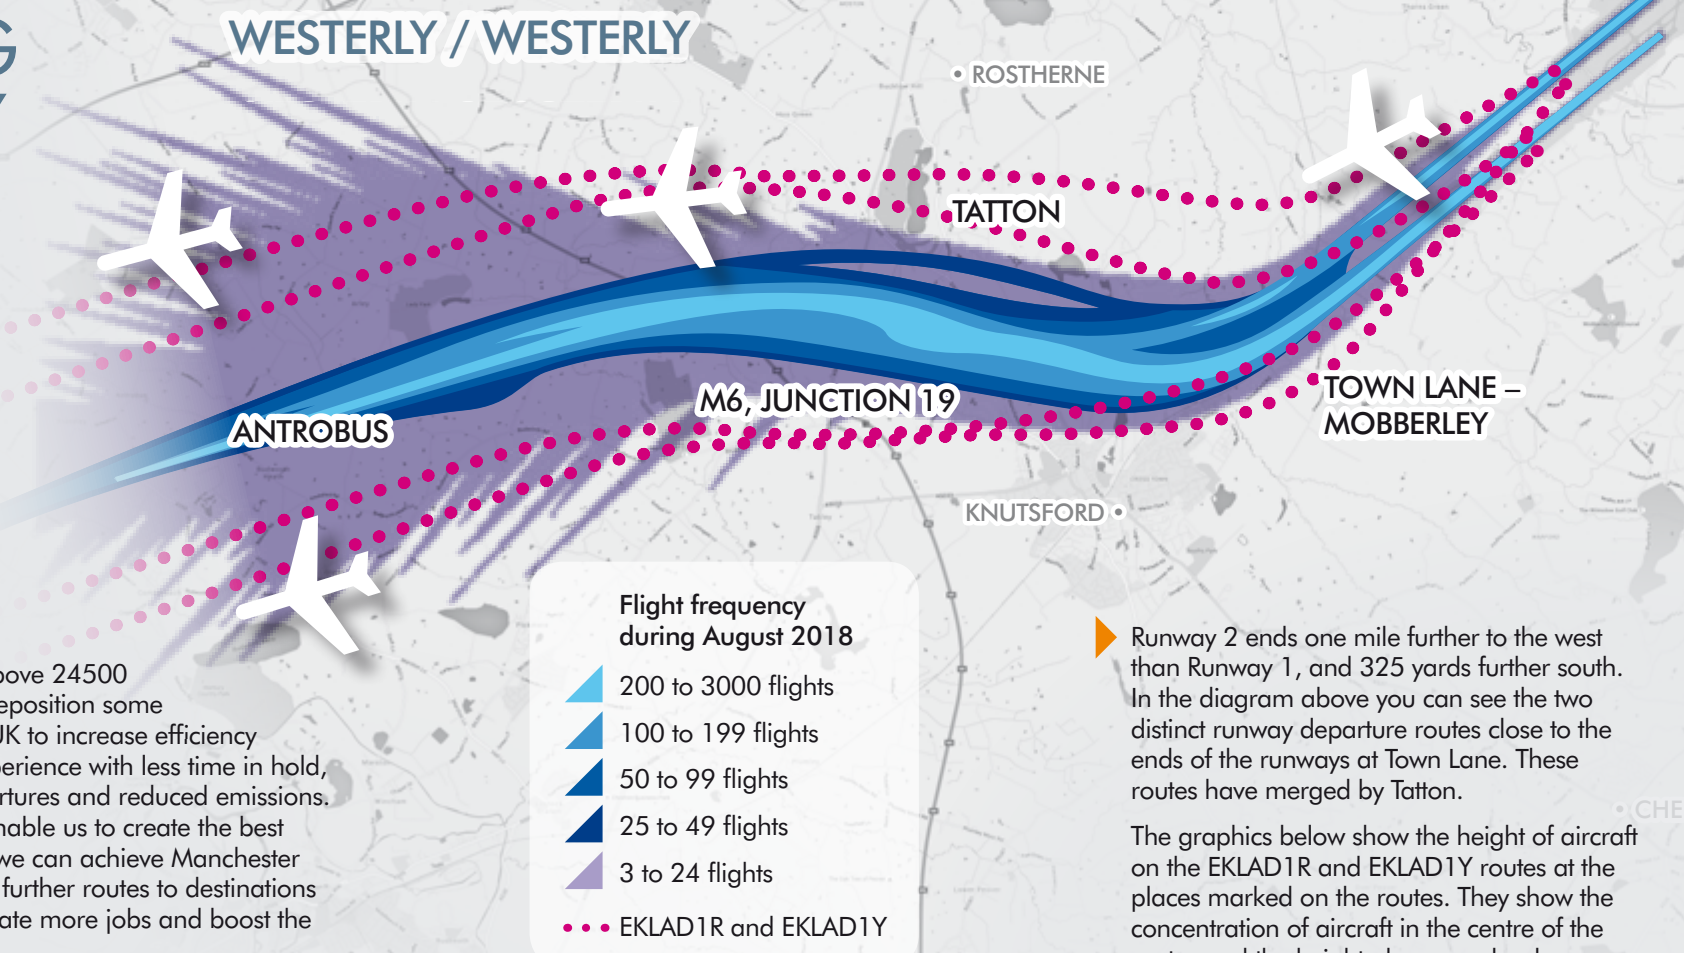 WESTERLY / WESTERLY
ROSTHERNE
TATTON
TOWN LANE –
MOBBERLEY
M6, JUNCTION 19
ANTROBUS
KNUTSFORD
24500
eposition some
UK to increase efficiency
with less time in hold,
and reduced emissions.
us to create the best
we can achieve Manchester
further routes to destinations
more jobs and boost the
Flight frequency
during August 2018
200 to 3000 flights
100 to 199 flights
50 to 99 flights
25 to 49 flights
3 to 24 flights
EKLAD1R and EKLAD1Y
Runway 2 ends one mile further to the west
than Runway 1, and 325 yards further south.
In the diagram above you can see the two
distinct runway departure routes close to the
ends of the runways at Town Lane. These
routes have merged by Tatton.
The graphics below show the height of aircraft
on the EKLAD1R and EKLAD1Y routes at the
places marked on the routes. They show the
concentration of aircraft in the centre of the
CHE